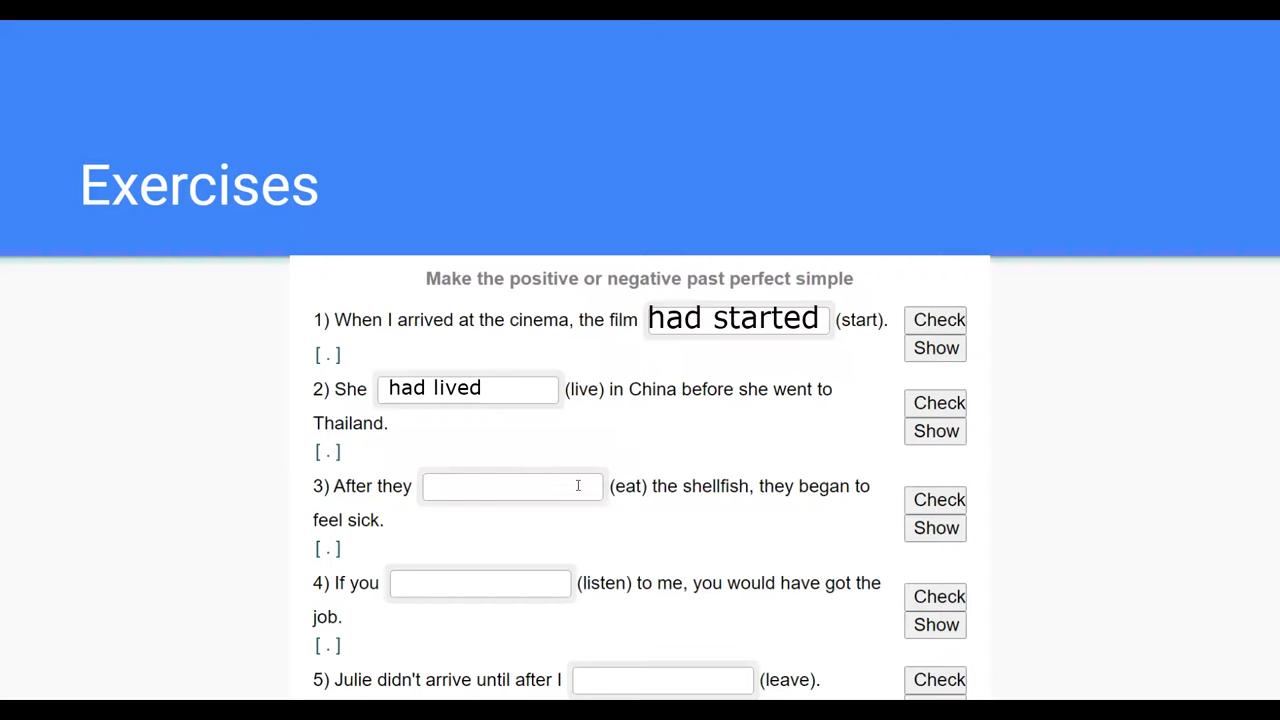 Exercises
Make the positive or negative past perfect simple
1) When I arrived at the cinema, the film had started (start). Check
[ . ] Show
2) She had lived (live) in China before she went to Check
Thailand. Show
[ . ]
3) After they (eat) the shellfish, they began to Check
feel sick. Show
[ . ]
4) If you (listen) to me, you would have got the Check
job. Show
[ . ]
5) Julie didn't arrive until after I (leave). Check